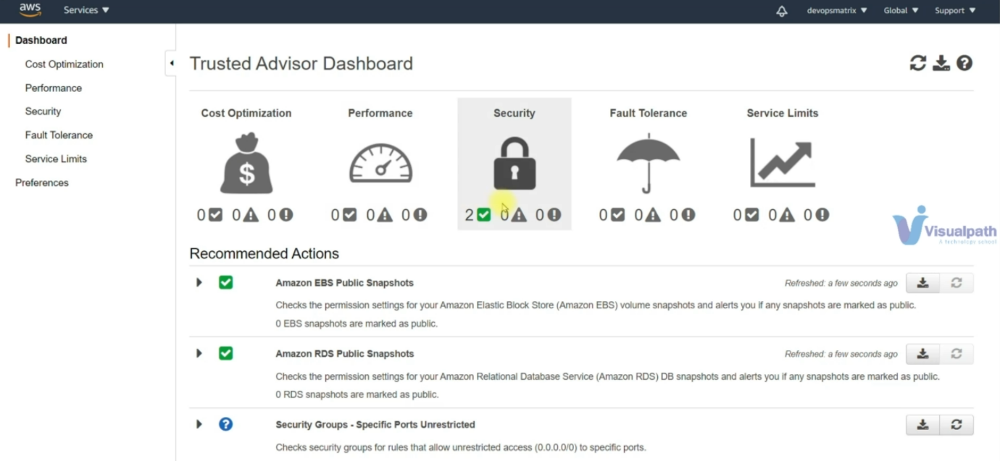 aws Services devopsmatrix Global Support
Dashboard
Cost Optimization
Performance
Security
Fault Tolerance
Service Limits
Preferences
Trusted Advisor Dashboard
Cost Optimization Performance Security Fault Tolerance Service Limits
$
0 0 0 0 0 0 2 0 0 0 0 0 0 0 0
Visualpath
A technology school
Recommended Actions
Amazon EBS Public Snapshots Refreshed: a few seconds ago
Checks the permission settings for your Amazon Elastic Block Store (Amazon EBS) volume snapshots and alerts you if any snapshots are marked as public.
0 EBS snapshots are marked as public.
Amazon RDS Public Snapshots Refreshed: a few seconds ago
Checks the permission settings for your Amazon Relational Database Service (Amazon RDS) DB snapshots and alerts you if any snapshots are marked as public.
0 RDS snapshots are marked as public.
Security Groups - Specific Ports Unrestricted
Checks security groups for rules that allow unrestricted access (0.0.0.0/0) to specific ports.